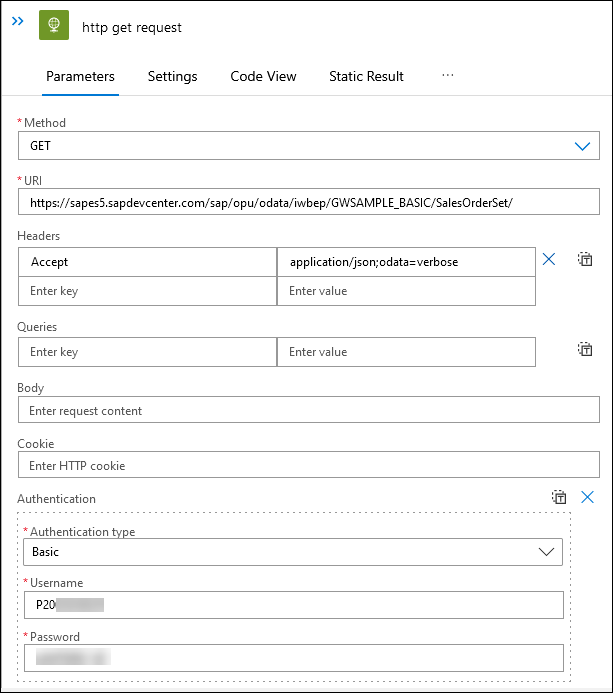 http get request
Parameters Settings Code View Static Result ...
* Method
GET
* URI
https://sapes5.sapdevcenter.com/sap/opu/odata/iwbep/GWSAMPLE_BASIC/SalesOrderSet/
Headers
Accept application/json;odata=verbose
Enter key Enter value
Queries
Enter key Enter value
Body
Enter request content
Cookie
Enter HTTP cookie
Authentication
* Authentication type
Basic
* Username
P20
* Password